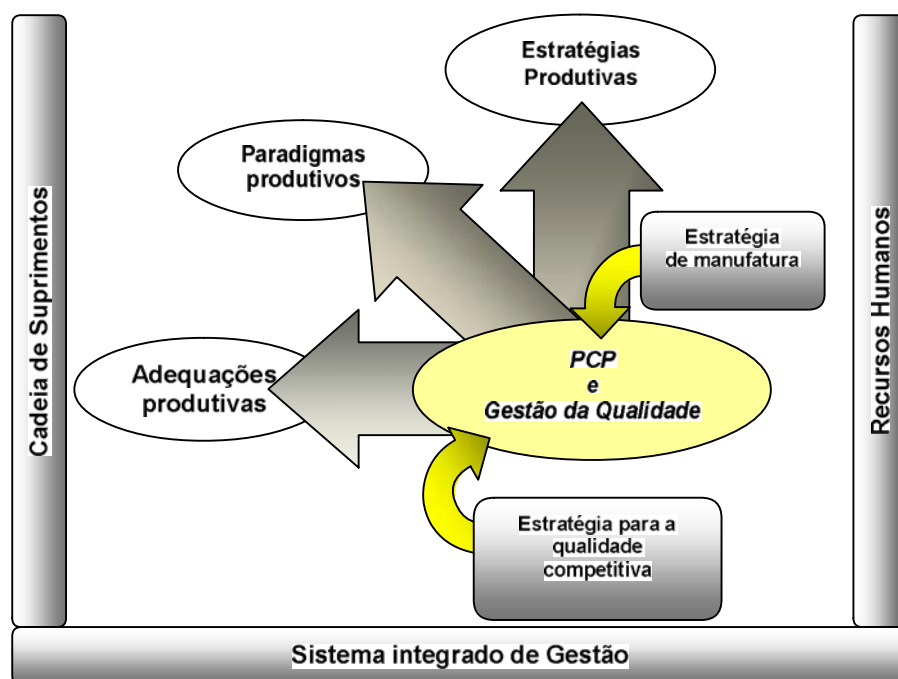 Estratégias
Produtivas
Paradigmas
produtivos
Estratégia
de manufatura
Cadeia de Suprimentos
Recursos Humanos
Adequações
produtivas
PCP
e
Gestão da Qualidade
Estratégia para a
qualidade
competitiva
Sistema integrado de Gestão